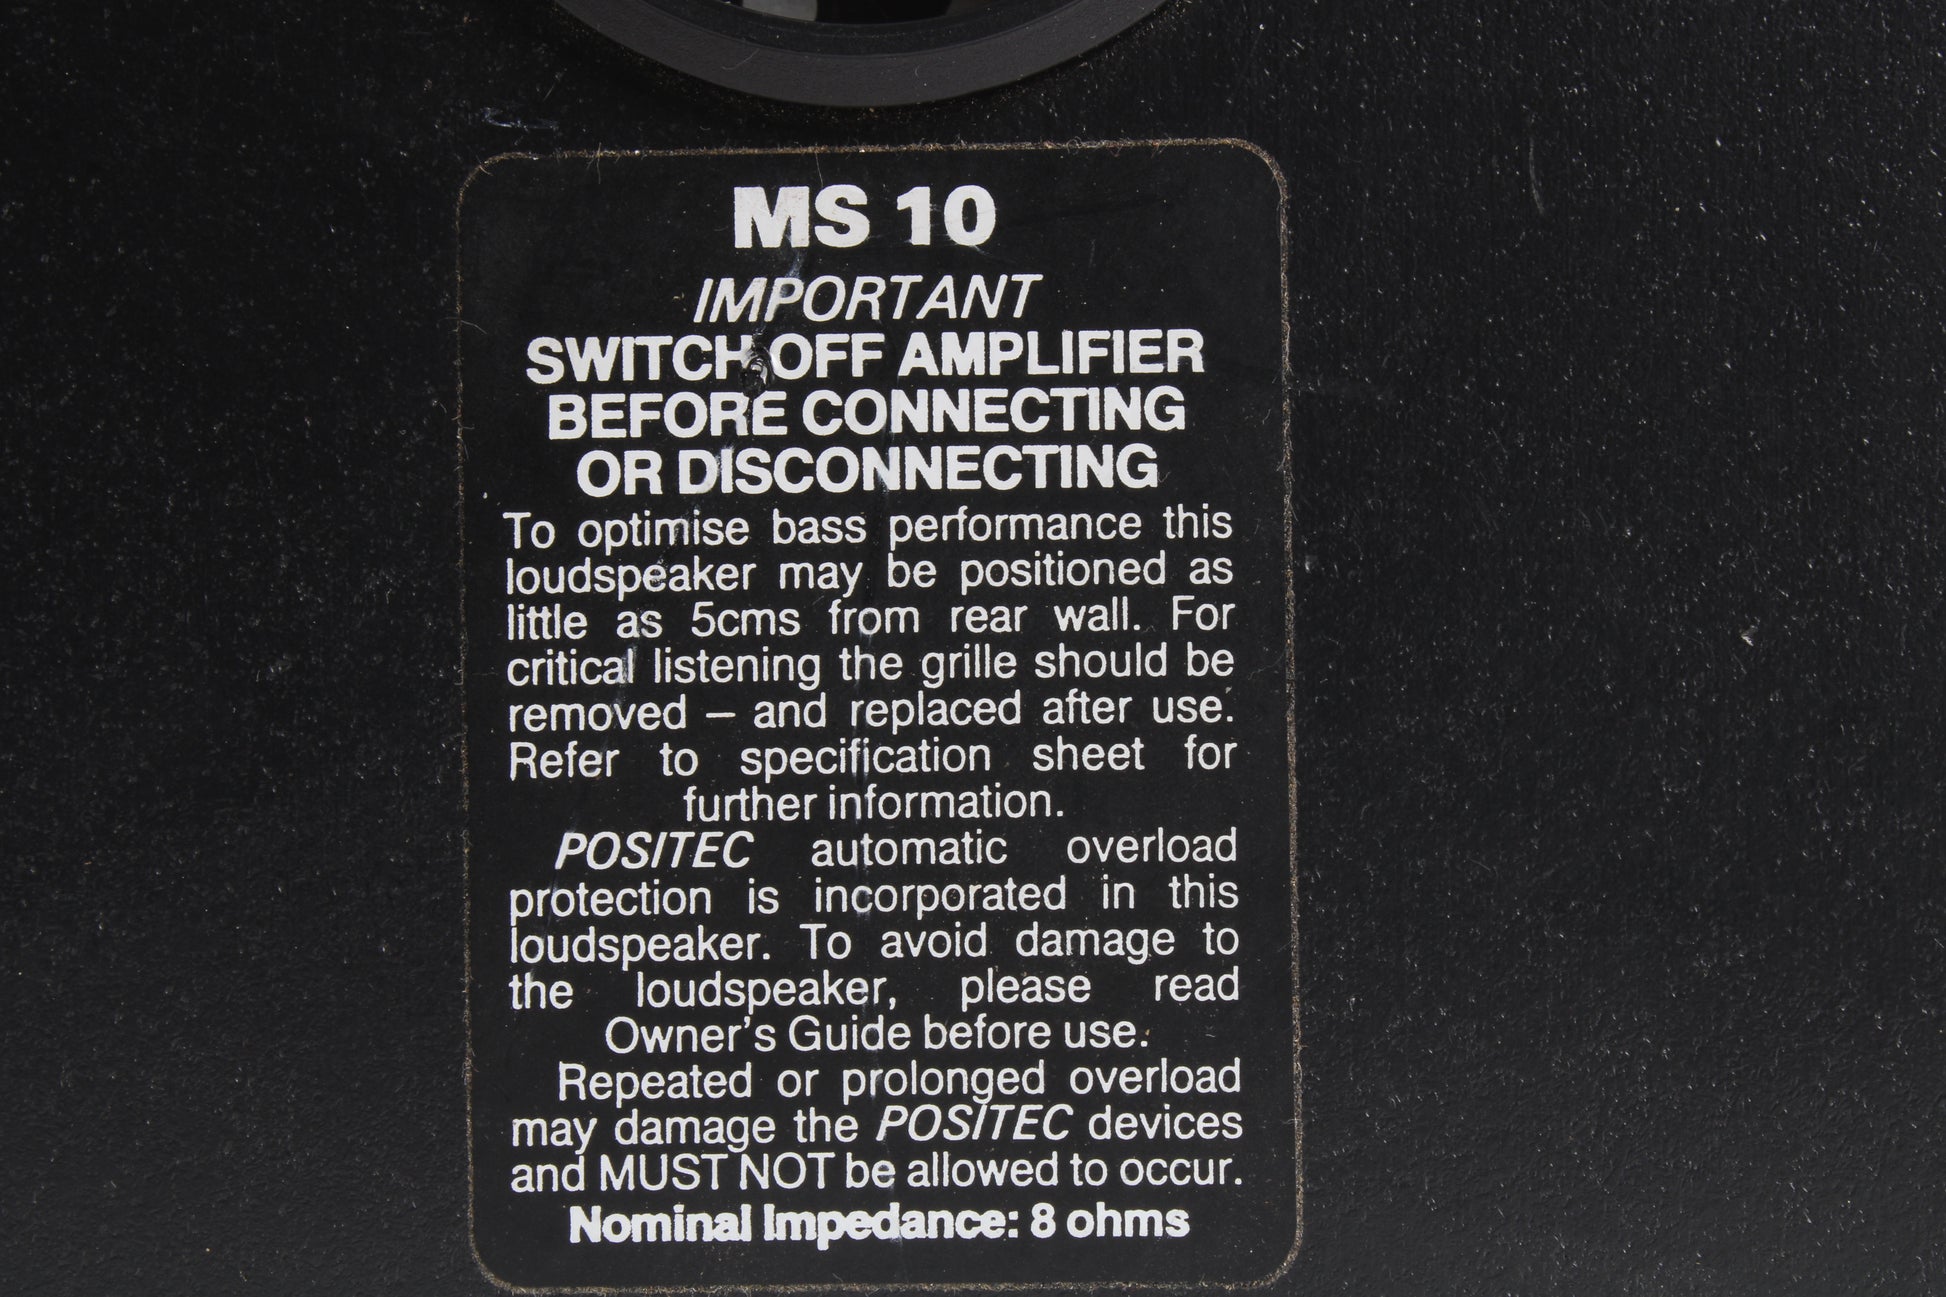 MS 10
IMPORTANT
SWITCH OFF AMPLIFIER
BEFORE CONNECTING
OR DISCONNECTING
To optimise bass performance this
loudspeaker may be positioned as
little as 5cms from rear wall. For
critical listening the grille should be
removed – and replaced after use.
Refer to specification sheet for
further information.
POSITEC automatic overload
protection is incorporated in this
loudspeaker. To avoid damage to
the loudspeaker, please read
Owner's Guide before use.
Repeated or prolonged overload
may damage the POSITEC devices
and MUST NOT be allowed to occur.
Nominal Impedance: 8 ohms